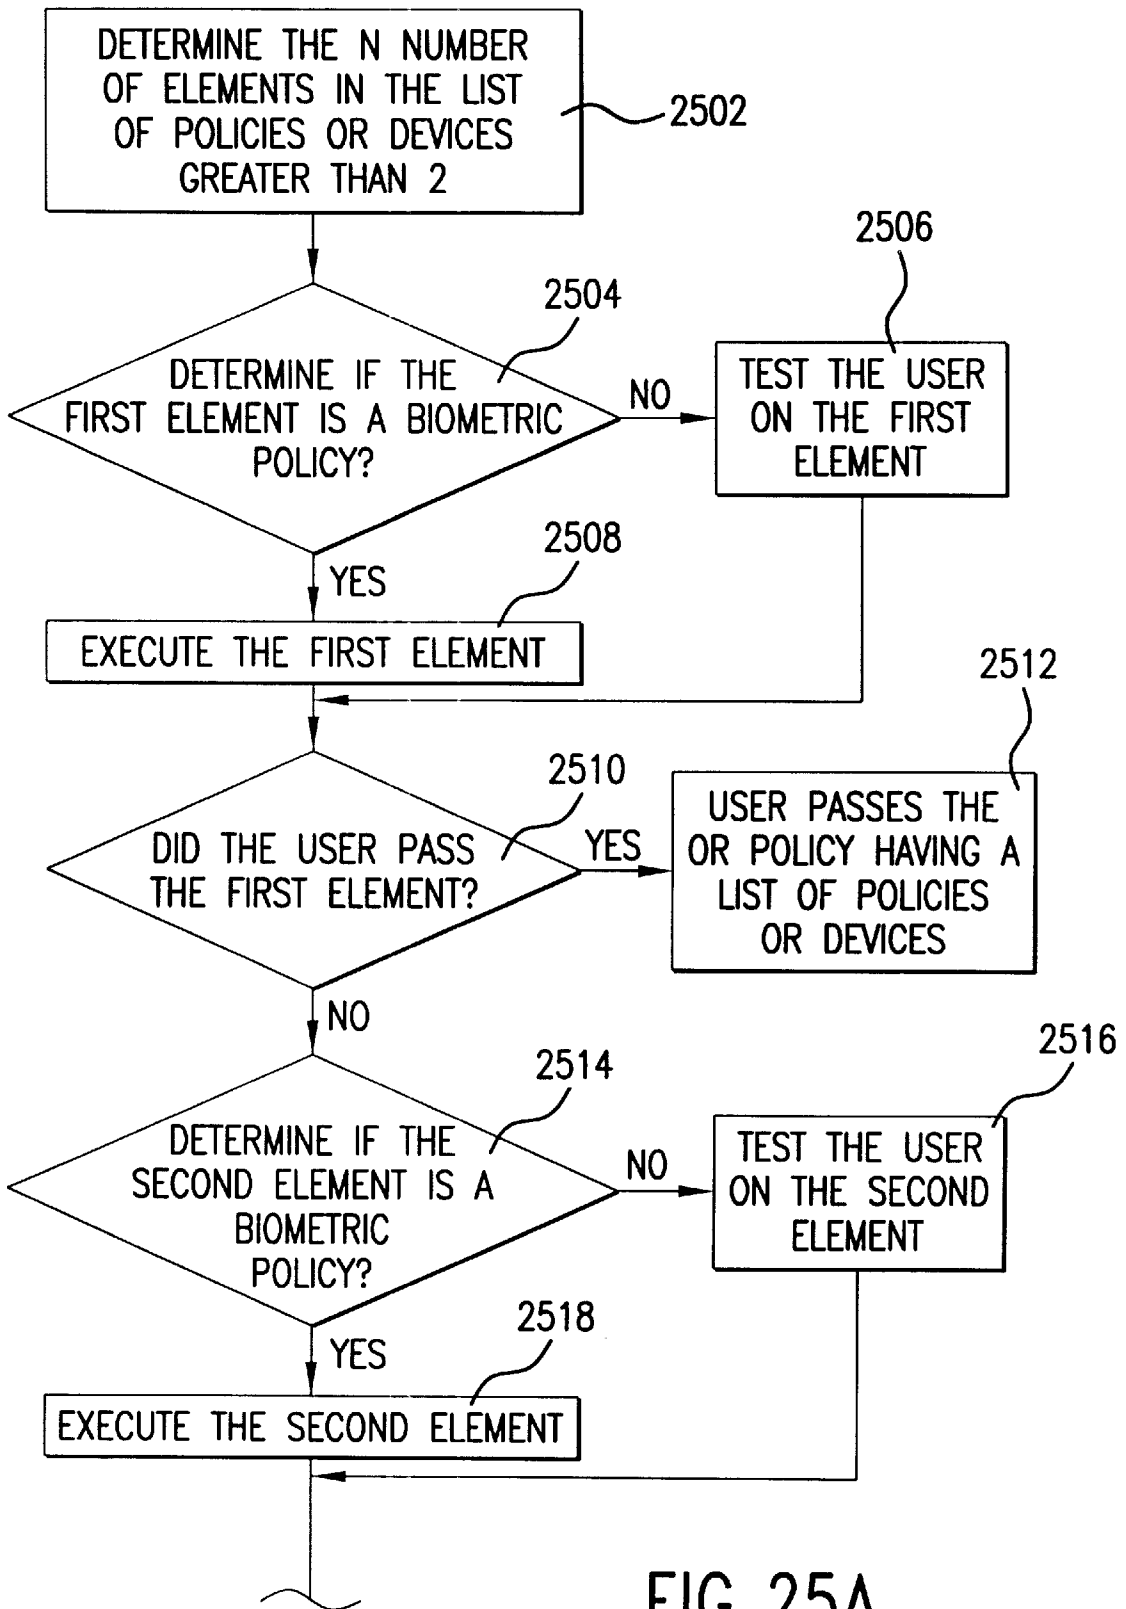 DETERMINE THE N NUMBER
OF ELEMENTS IN THE LIST
OF POLICIES OR DEVICES
GREATER THAN 2
2502
2504
2506
DETERMINE IF THE
FIRST ELEMENT IS A BIOMETRIC
POLICY?
NO
TEST THE USER
ON THE FIRST
ELEMENT
YES
2508
EXECUTE THE FIRST ELEMENT
2510
2512
DID THE USER PASS
THE FIRST ELEMENT?
YES
USER PASSES THE
OR POLICY HAVING A
LIST OF POLICIES
OR DEVICES
NO
2514
2516
DETERMINE IF THE
SECOND ELEMENT IS A
BIOMETRIC
POLICY?
NO
TEST THE USER
ON THE SECOND
ELEMENT
YES
2518
EXECUTE THE SECOND ELEMENT
FIG. 25A